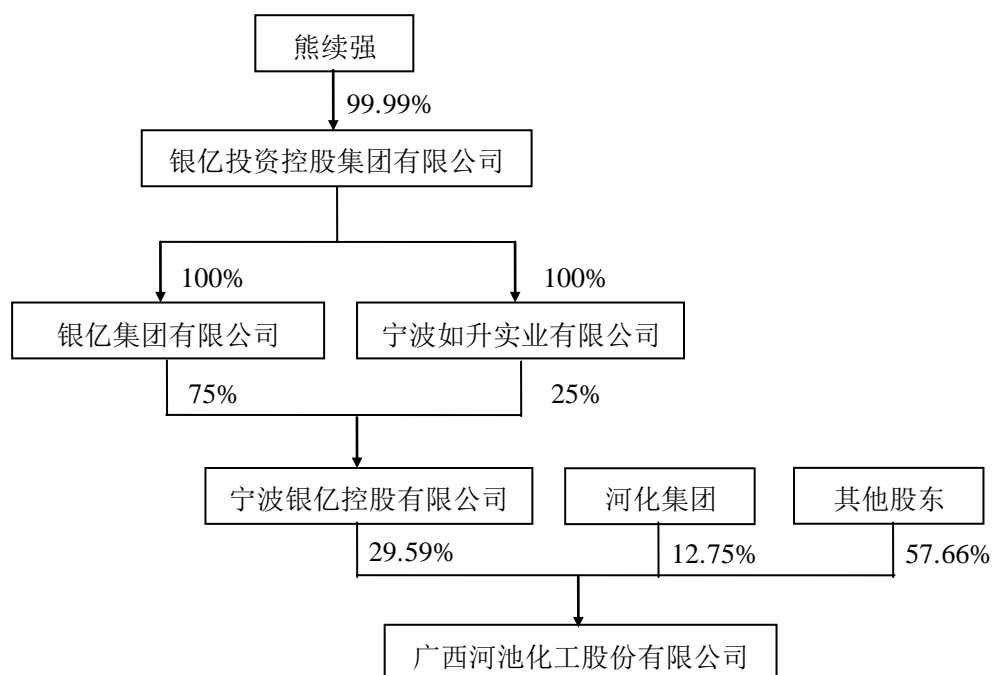 熊续强
99.99%
银亿投资控股集团有限公司
100% 100%
银亿集团有限公司 宁波如升实业有限公司
75% 25%
宁波银亿控股有限公司 河化集团 其他股东
29.59% 12.75% 57.66%
广西河池化工股份有限公司